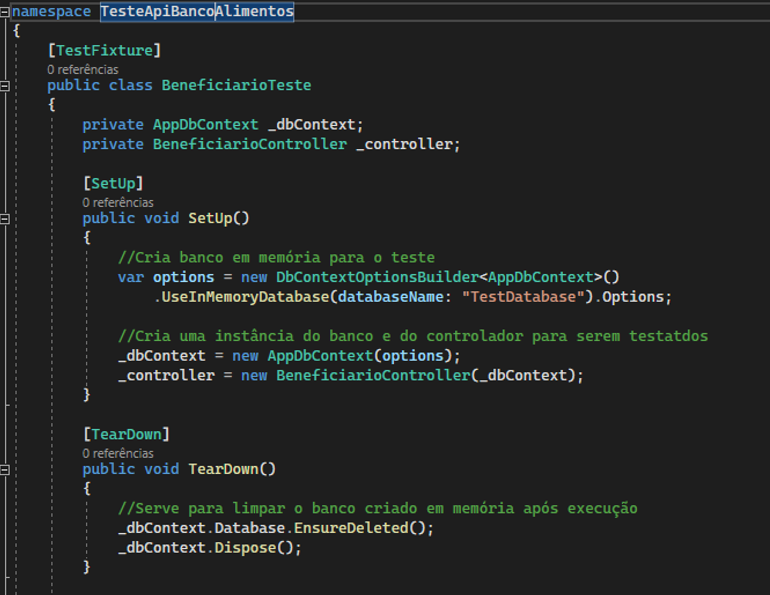 namespace TesteApiBancoAlimentos
{
[TestFixture]
0 referências
public class BeneficiarioTeste
{
private AppDbContext _dbContext;
private BeneficiarioController _controller;
[SetUp]
0 referências
public void SetUp()
{
//Cria banco em memória para o teste
var options = new DbContextOptionsBuilder<AppDbContext>()
.UseInMemoryDatabase(databaseName: "TestDatabase").Options;
//Cria uma instância do banco e do controlador para serem testatdos
_dbContext = new AppDbContext(options);
_controller = new BeneficiarioController(_dbContext);
}
[TearDown]
0 referências
public void TearDown()
{
//Serve para limpar o banco criado em memória após execução
_dbContext.Database.EnsureDeleted();
_dbContext.Dispose();
}